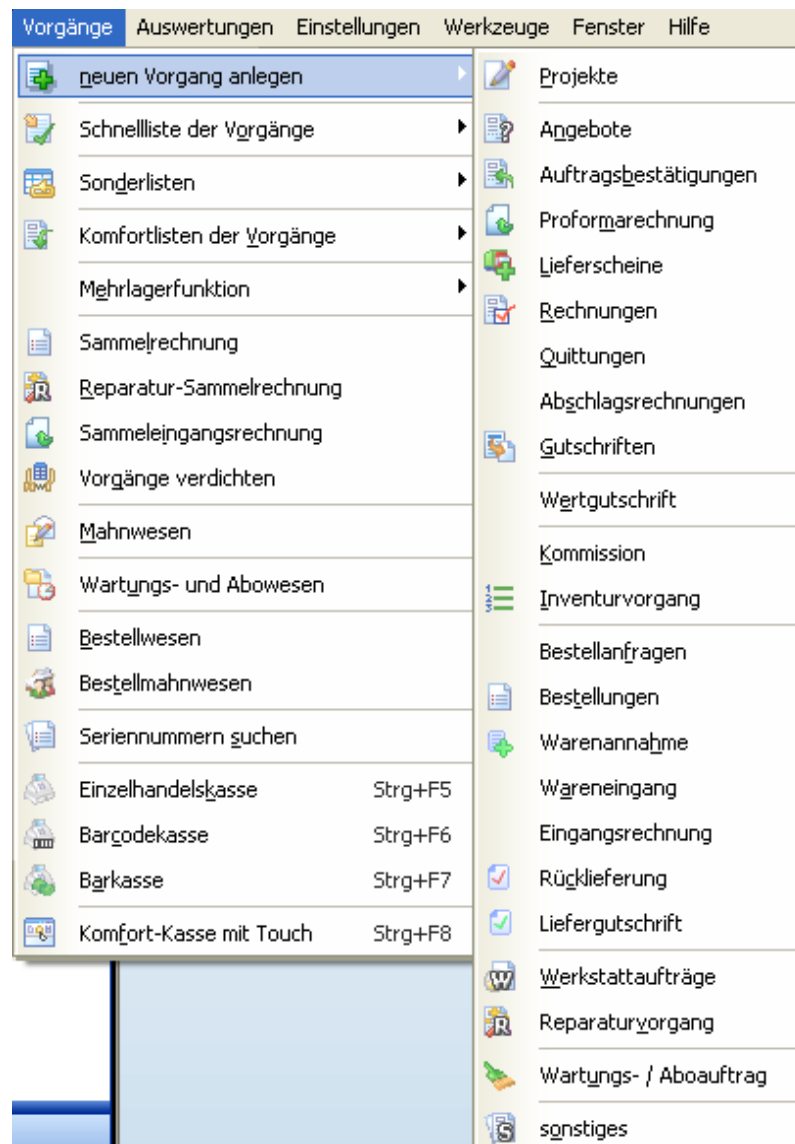 Vorgänge Auswertungen Einstellungen Werkzeuge Fenster Hilfe
neuen Vorgang anlegen
Schnellliste der Vorgänge
Sonderlisten
Komfortlisten der Vorgänge
Mehrlagerfunktion
Sammelrechnung
Reparatur-Sammelrechnung
Sammeleingangsrechnung
Vorgänge verdichten
Mahnwesen
Wartungs- und Abowesen
Bestellwesen
Bestellmahnwesen
Seriennummern suchen
Einzelhandelskasse Strg+F5
Barcodekasse Strg+F6
Barkasse Strg+F7
Komfort-Kasse mit Touch Strg+F8
Projekte
Angebote
Auftragsbestätigungen
Proformarechnung
Lieferscheine
Rechnungen
Quittungen
Abschlagsrechnungen
Gutschriften
Wertgutschrift
Kommission
Inventurvorgang
Bestellanfragen
Bestellungen
Warenannahme
Wareneingang
Eingangsrechnung
Rücklieferung
Liefergutschrift
Werkstattaufträge
Reparaturvorgang
Wartungs- / Aboauftrag
sonstiges